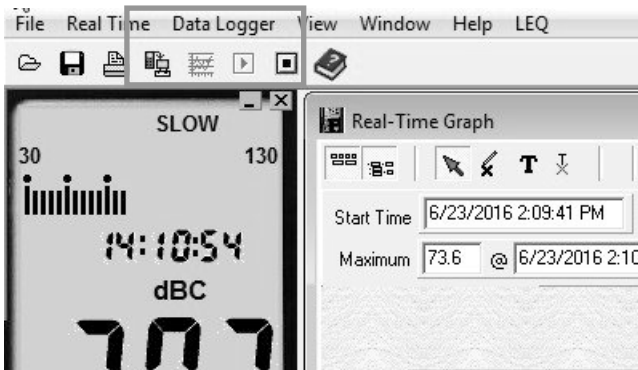 File Real Time Data Logger View Window Help LEQ
SLOW
30 130
14:10:54
dBC
Real-Time Graph
T T
Start Time 6/23/2016 2:09:41 PM
Maximum 73.6 @ 6/23/2016 2:10